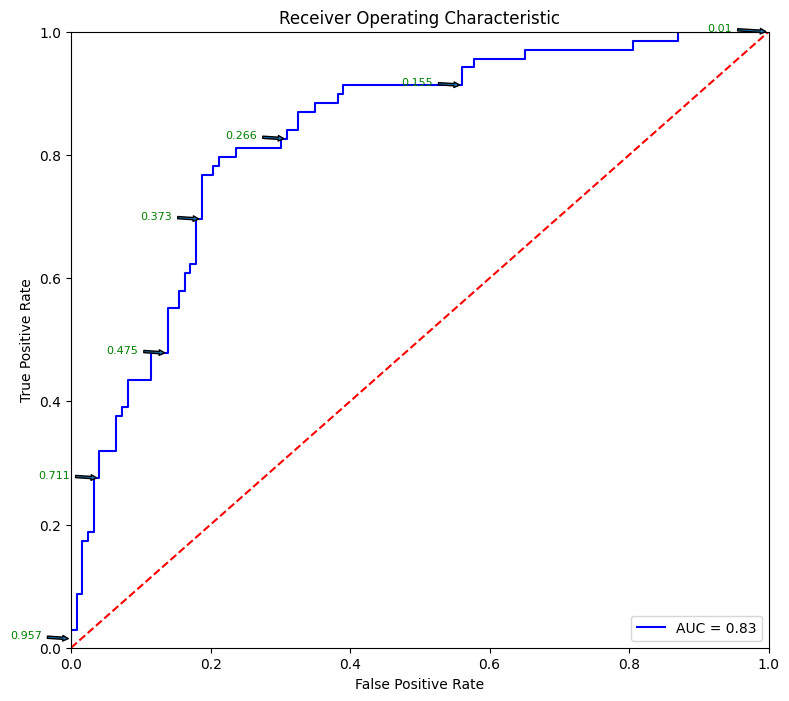 Receiver Operating Characteristic
0.01
1.0
0.155
0.266
0.8
0.373
0.6
True Positive Rate
0.475
0.4
0.711
0.2
0.957
AUC = 0.83
0.0
0.0 0.2 0.4 0.6 0.8 1.0
False Positive Rate